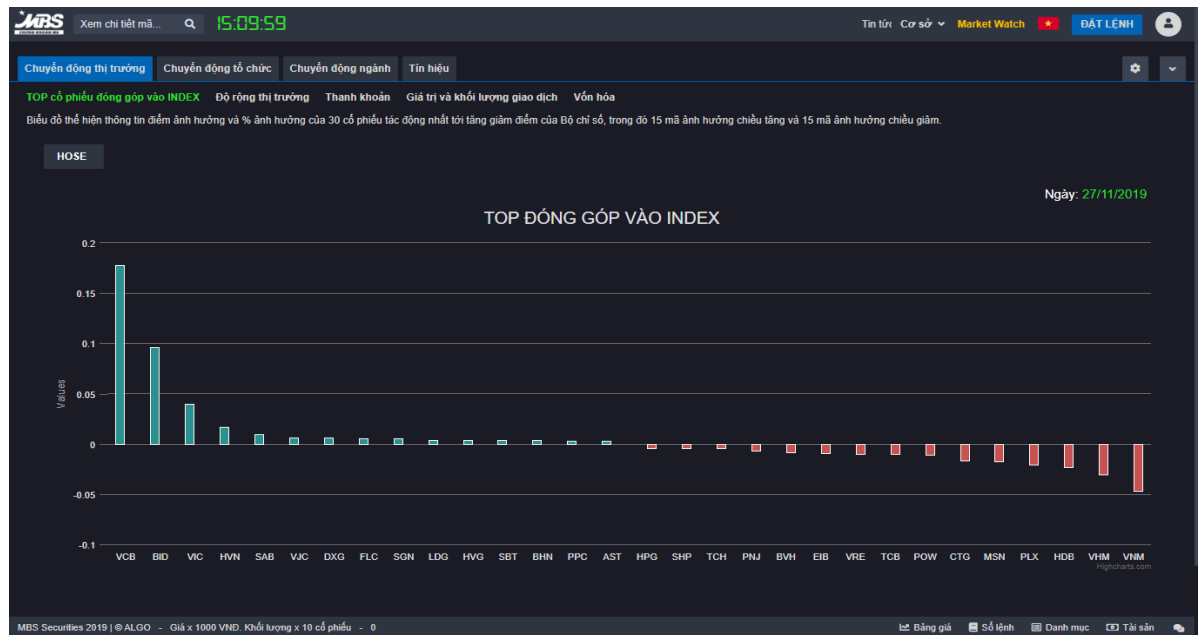 MBS
CHỨNG KHOÁN MB
Xem chi tiết mã...
15:09:59
Tin tức Cơ sở Market Watch ĐẶT LỆNH
Chuyển động thị trường Chuyển động tổ chức Chuyển động ngành Tín hiệu
TOP cổ phiếu đóng góp vào INDEX Độ rộng thị trường Thanh khoản Giá trị và khối lượng giao dịch Vốn hóa
Biểu đồ thể hiện thông tin điểm ảnh hưởng và % ảnh hưởng của 30 cổ phiếu tác động nhất tới tăng giảm điểm của Bộ chỉ số, trong đó 15 mã ảnh hưởng chiều tăng và 15 mã ảnh hưởng chiều giảm.
HOSE
Ngày: 27/11/2019
TOP ĐÓNG GÓP VÀO INDEX
0.2
0.15
0.1
Values
0.05
0
-0.05
-0.1
VCB BID VIC HVN SAB VJC DXG FLC SGN LDG HVG SBT BHN PPC AST HPG SHP TCH PNJ BVH EIB VRE TCB POW CTG MSN PLX HDB VHM VNM
Highcharts.com
MBS Securities 2019 | © ALGO - Giá x 1000 VNĐ. Khối lượng x 10 cổ phiếu - 0
Bảng giá Sổ lệnh Danh mục Tài sản